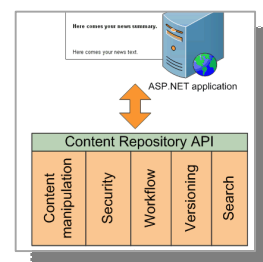 Here comes your news summary.
Here comes your news text.
ASP.NET application
Content Repository API
Content
manipulation
Security
Workflow
Versioning
Search